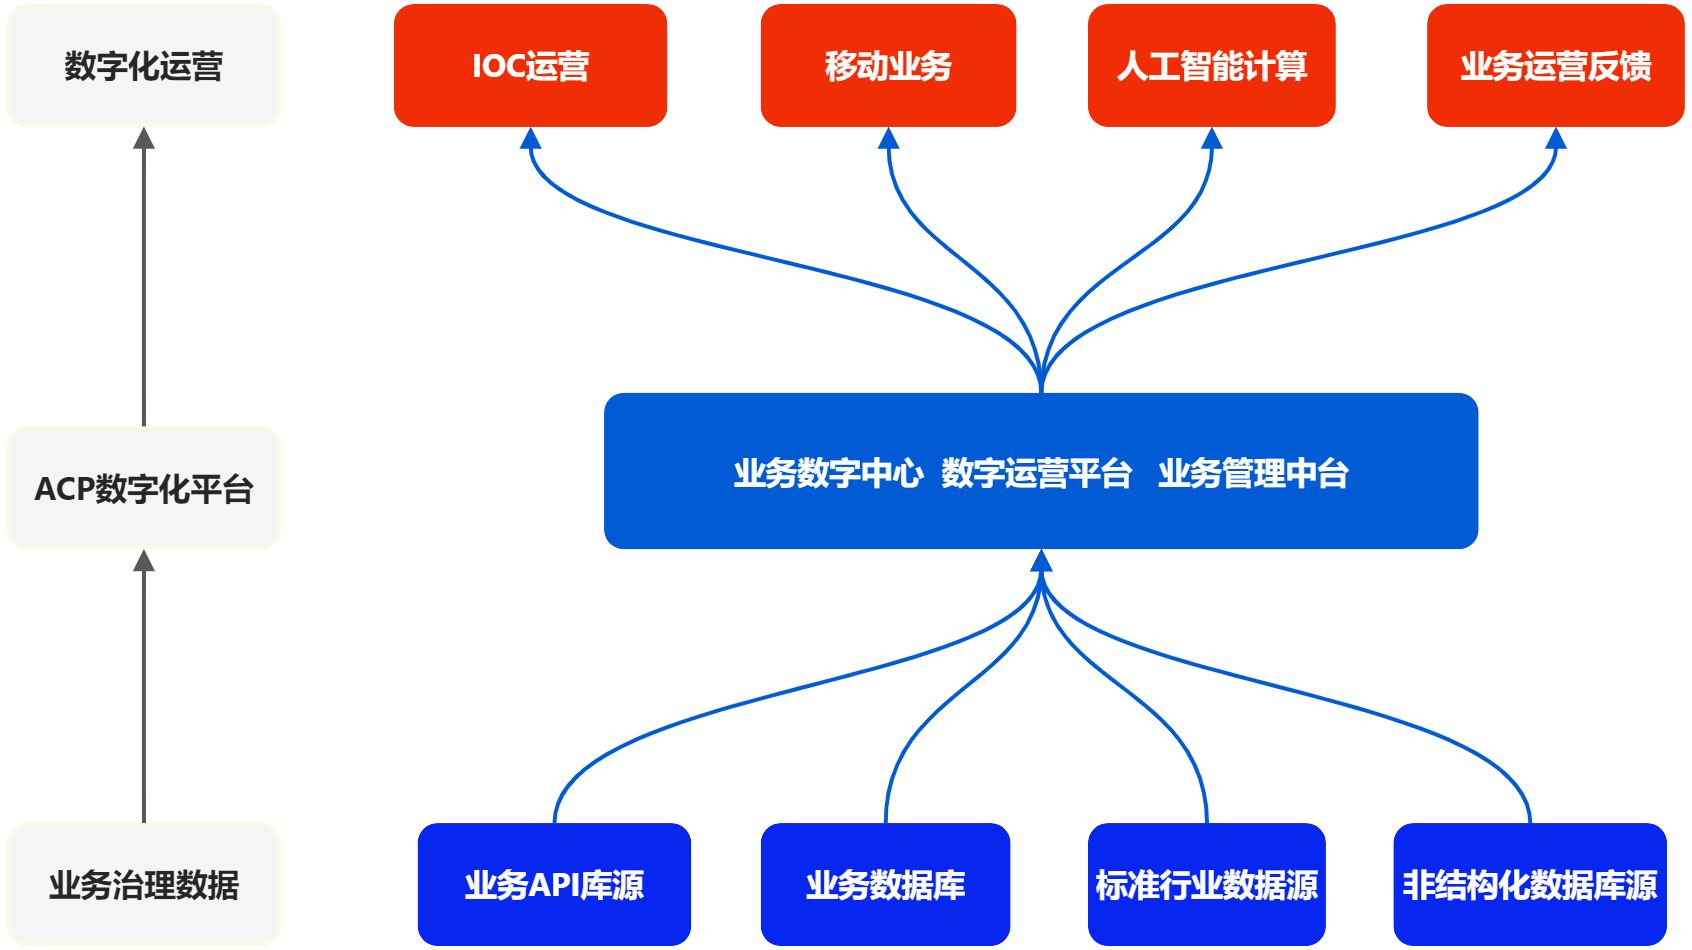 数字化运营
IOC运营
移动业务
人工智能计算
业务运营反馈
ACP数字化平台
业务数字中心 数字运营平台 业务管理中台
业务治理数据
业务API库源
业务数据库
标准行业数据源
非结构化数据库源